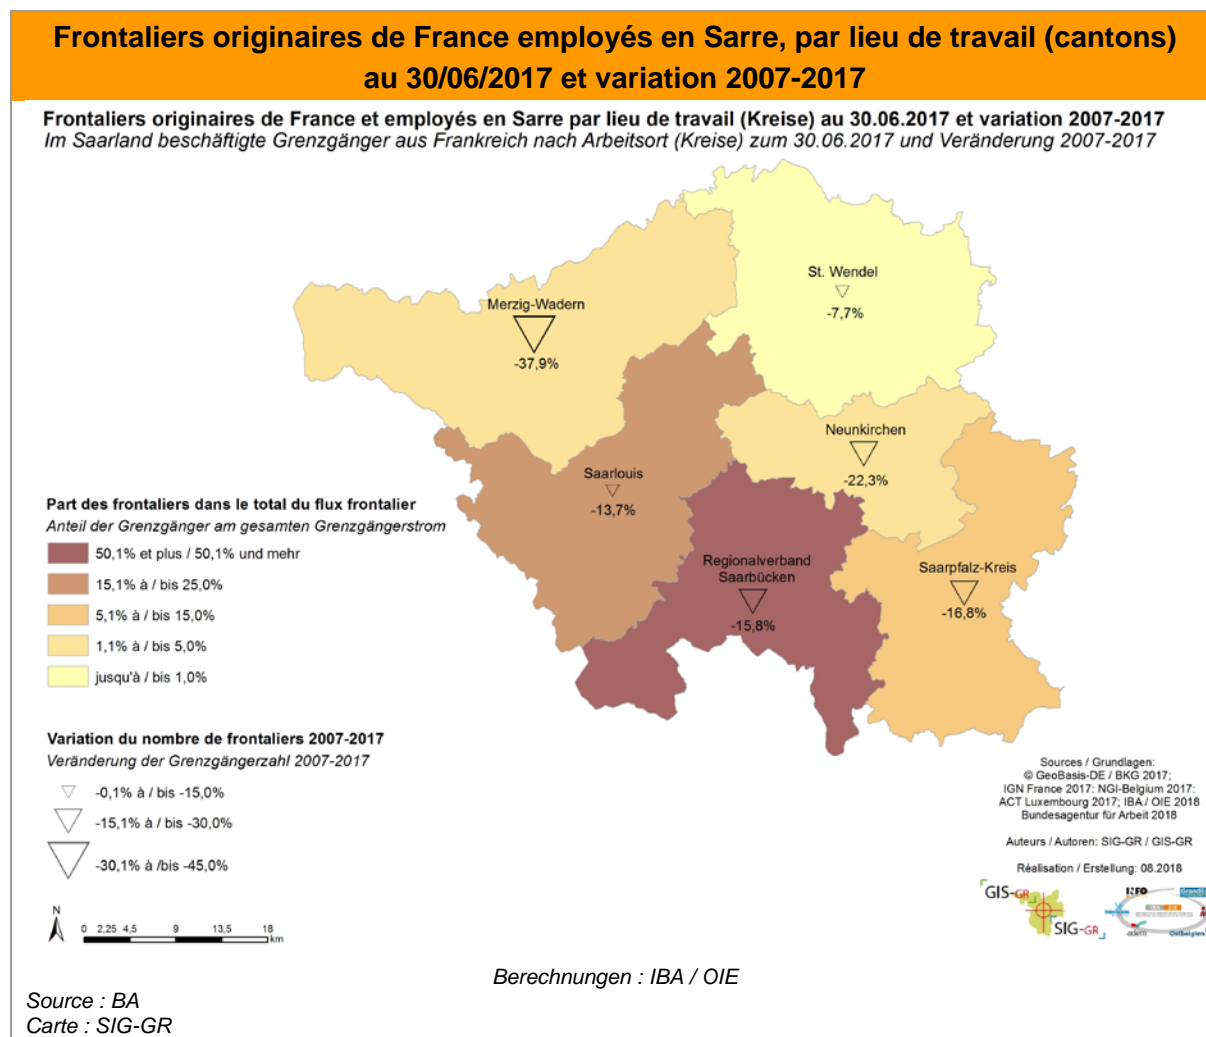 Frontaliers originaires de France employés en Sarre, par lieu de travail (cantons)
au 30/06/2017 et variation 2007-2017
Frontaliers originaires de France et employés en Sarre par lieu de travail (Kreise) au 30.06.2017 et variation 2007-2017
Im Saarland beschäftigte Grenzgänger aus Frankreich nach Arbeitsort (Kreise) zum 30.06.2017 und Veränderung 2007-2017
St. Wendel
-7,7%
Merzig-Wadern
-37,9%
Neunkirchen
-22,3%
Saarlouis
-13,7%
Regionalverband
Saarbücken
-15,8%
Saarpfalz-Kreis
-16,8%
Part des frontaliers dans le total du flux frontalier
Anteil der Grenzgänger am gesamten Grenzgängerstrom
50,1% et plus / 50,1% und mehr
15,1% à / bis 25,0%
5,1% à / bis 15,0%
1,1% à / bis 5,0%
jusqu'à / bis 1,0%
Variation du nombre de frontaliers 2007-2017
Veränderung der Grenzgängerzahl 2007-2017
-0,1% à / bis -15,0%
-15,1% à / bis -30,0%
-30,1% à /bis -45,0%
N
0 2,25 4,5 9 13,5 18
km
Sources / Grundlagen:
© GeoBasis-DE / BKG 2017;
IGN France 2017: NGI-Belgium 2017:
ACT Luxembourg 2017; IBA / OIE 2018
Bundesagentur für Arbeit 2018
Auteurs / Autoren: SIG-GR / GIS-GR
Réalisation / Erstellung: 08.2018
GIS-GR
SIG-GR
INFO
IBA OIE
adem
Berechnungen : IBA / OIE
Source : BA
Carte : SIG-GR